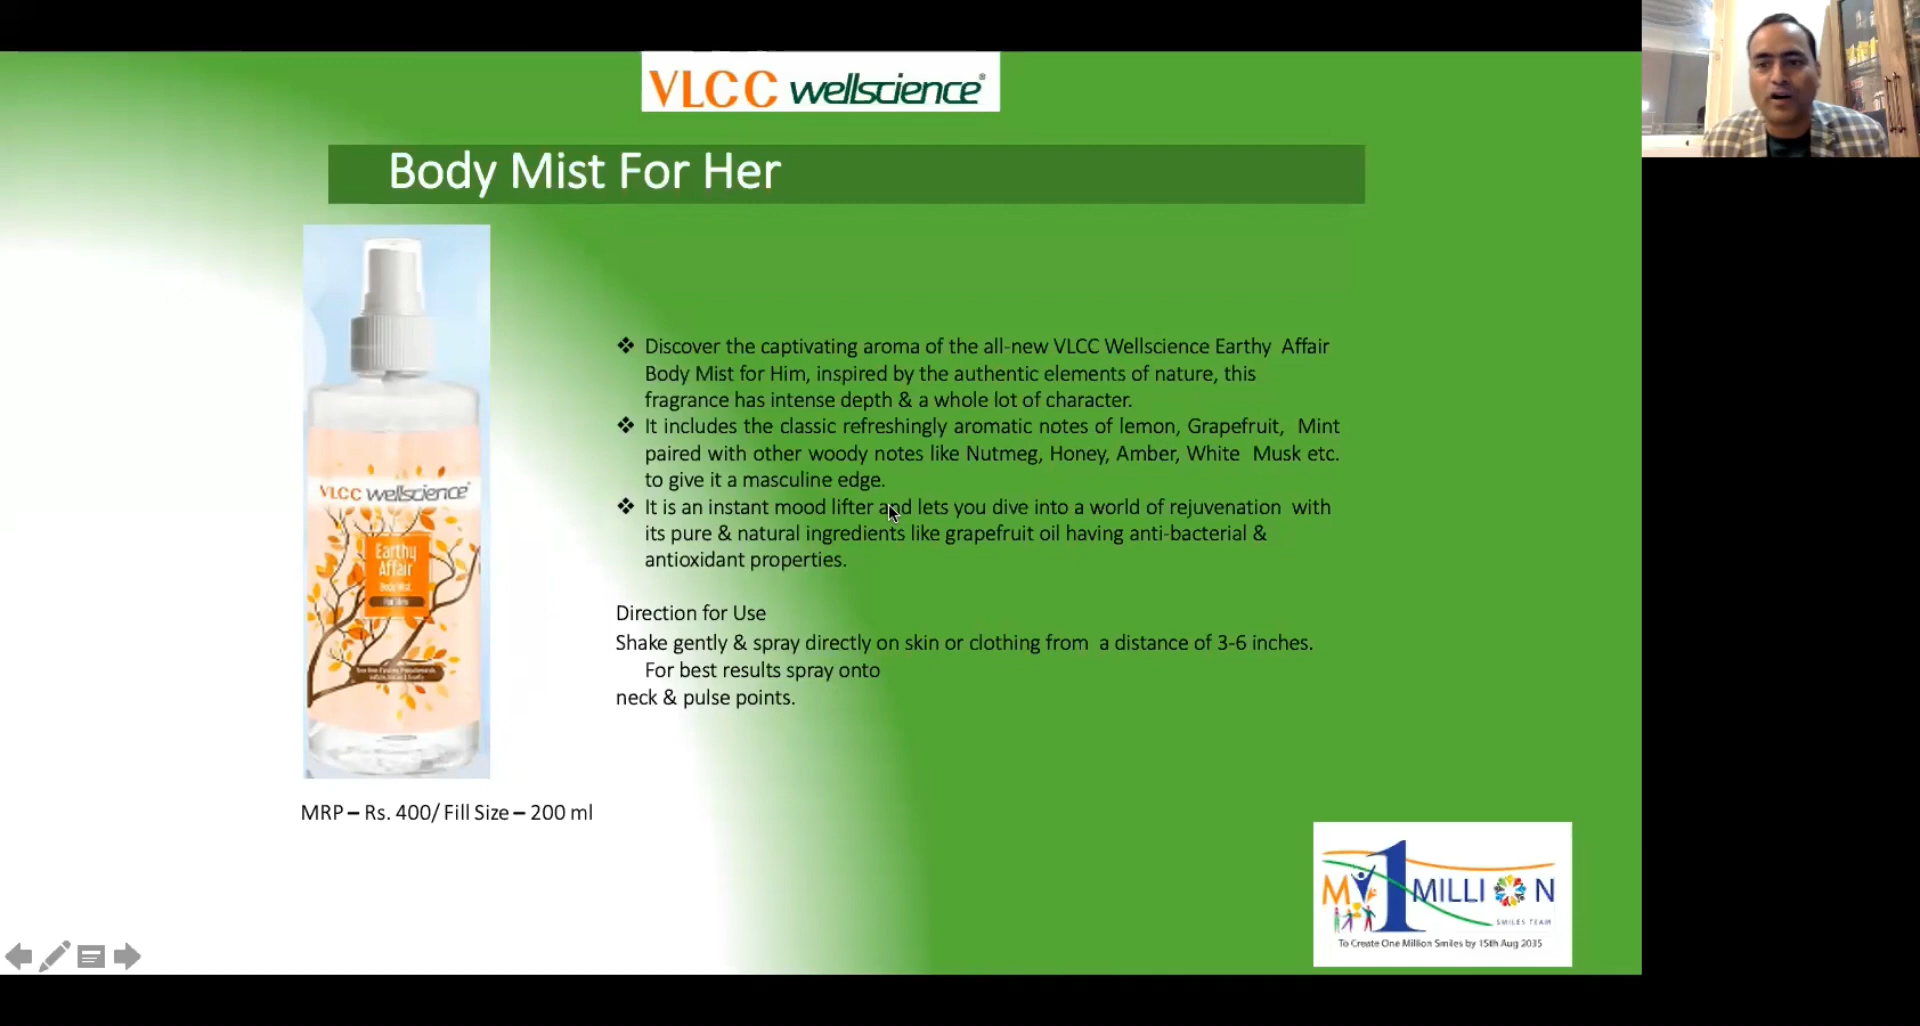 VLCC wellscience®
Body Mist For Her
❖ Discover the captivating aroma of the all-new VLCC Wellscience Earthy Affair
Body Mist for Him, inspired by the authentic elements of nature, this
fragrance has intense depth & a whole lot of character.
❖ It includes the classic refreshingly aromatic notes of lemon, Grapefruit, Mint
paired with other woody notes like Nutmeg, Honey, Amber, White Musk etc.
to give it a masculine edge.
❖ It is an instant mood lifter and lets you dive into a world of rejuvenation with
its pure & natural ingredients like grapefruit oil having anti-bacterial &
antioxidant properties.
Direction for Use
Shake gently & spray directly on skin or clothing from a distance of 3-6 inches.
For best results spray onto
neck & pulse points.
VLCC wellscience
Earthy
Affair
Body Mist
MRP – Rs. 400/ Fill Size – 200 ml
MY 1 MILLION
SMILES TEAM
To Create One Million Smiles by 15th Aug 2035